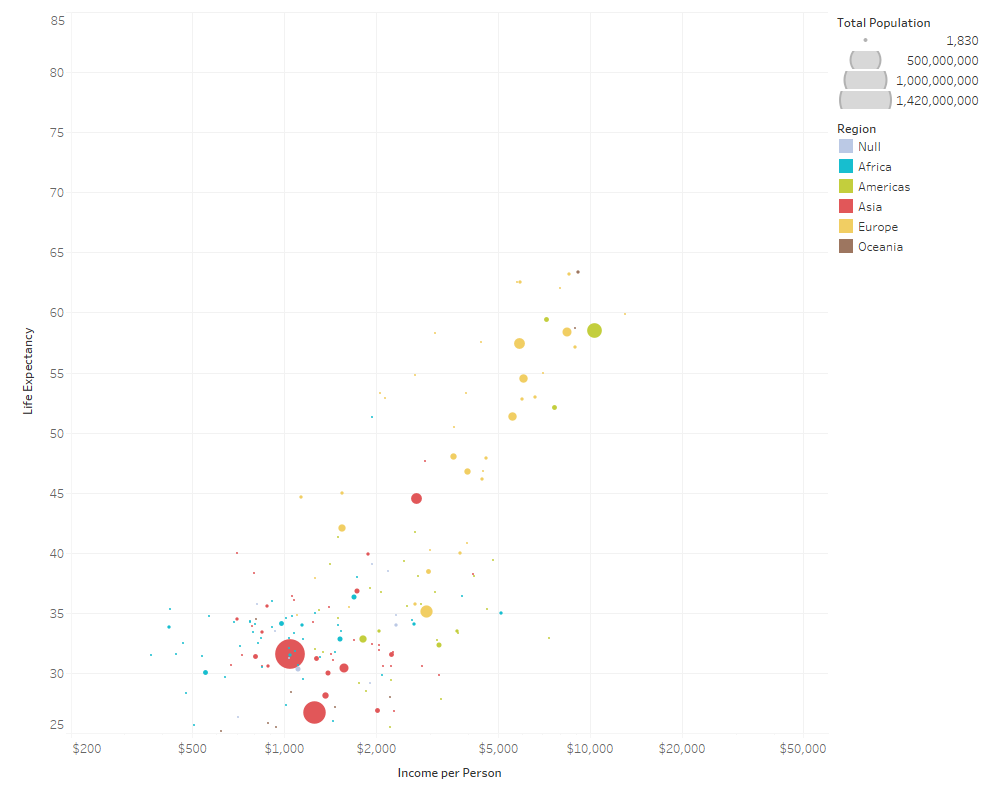 85
80
75
70
65
60
55
50
45
40
35
30
25
Life Expectancy
$200 $500 $1,000 $2,000 $5,000 $10,000 $20,000 $50,000
Income per Person
Total Population
1,830
500,000,000
1,000,000,000
1,420,000,000
Region
Null
Africa
Americas
Asia
Europe
Oceania